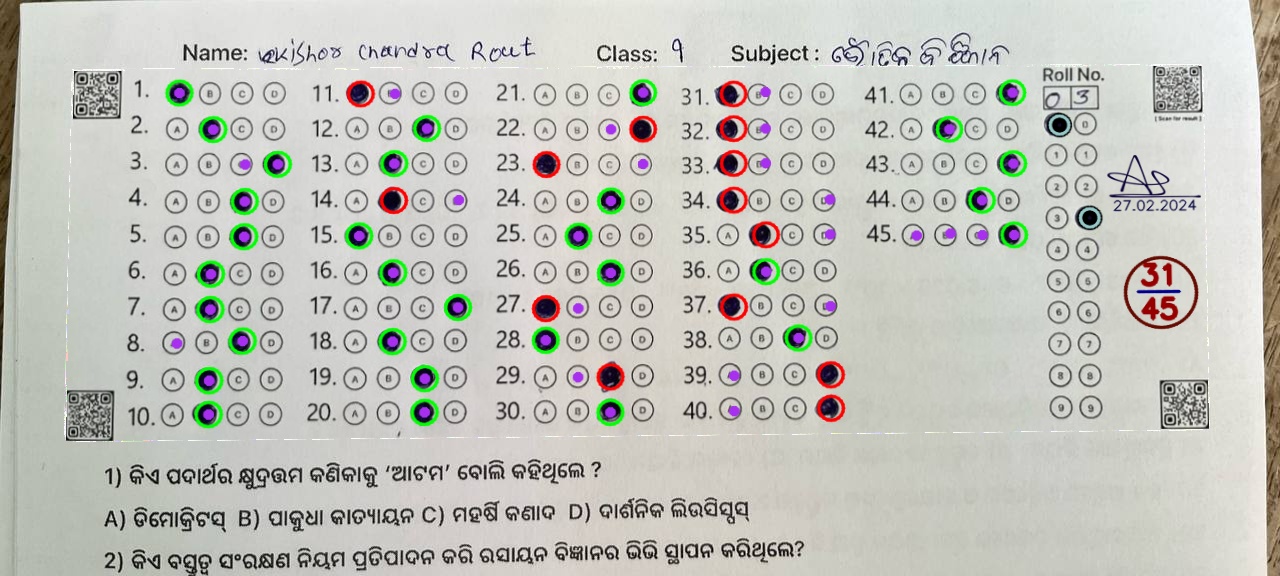 Name: Kishor Chandra Rout Class: 9 Subject: ଭୌତିକ ବିଜ୍ଞାନ
Roll No.
03
1. A B C D 11. A B C D 21. A B C D 31. A B C D 41. A B C D
2. A B C D 12. A B C D 22. A B C D 32. A B C D 42. A B C D
3. A B C D 13. A B C D 23. A B C D 33. A B C D 43. A B C D
4. A B C D 14. A B C D 24. A B C D 34. A B C D 44. A B C D
5. A B C D 15. A B C D 25. A B C D 35. A B C D 45. A B C D
6. A B C D 16. A B C D 26. A B C D 36. A B C D
7. A B C D 17. A B C D 27. A B C D 37. A B C D
8. A B C D 18. A B C D 28. A B C D 38. A B C D
9. A B C D 19. A B C D 29. A B C D 39. A B C D
10. A B C D 20. A B C D 30. A B C D 40. A B C D
0 0
1 1
2 2
3 3
4 4
5 5
6 6
7 7
8 8
9 9
[ Scan for result ]
27.02.2024
31
45
1) କିଏ ପଦାର୍ଥର କ୍ଷୁଦ୍ରତ୍ତମ କଣିକାକୁ ‘ଆଟମ’ ବୋଲି କହିଥିଲେ ?
A) ଡିମୋକ୍ରିଟସ୍ B) ପାକୁଧା କାତ୍ୟାୟନ C) ମହର୍ଷି କଣାଦ D) ଦାର୍ଶନିକ ଲିଉସିପ୍ପସ୍
2) କିଏ ବସ୍ତୁତ୍ୱ ସଂରକ୍ଷଣ ନିୟମ ପ୍ରତିପାଦନ କରି ରସାୟନ ବିଜ୍ଞାନର ଭିତ୍ତି ସ୍ଥାପନ କରିଥିଲେ?